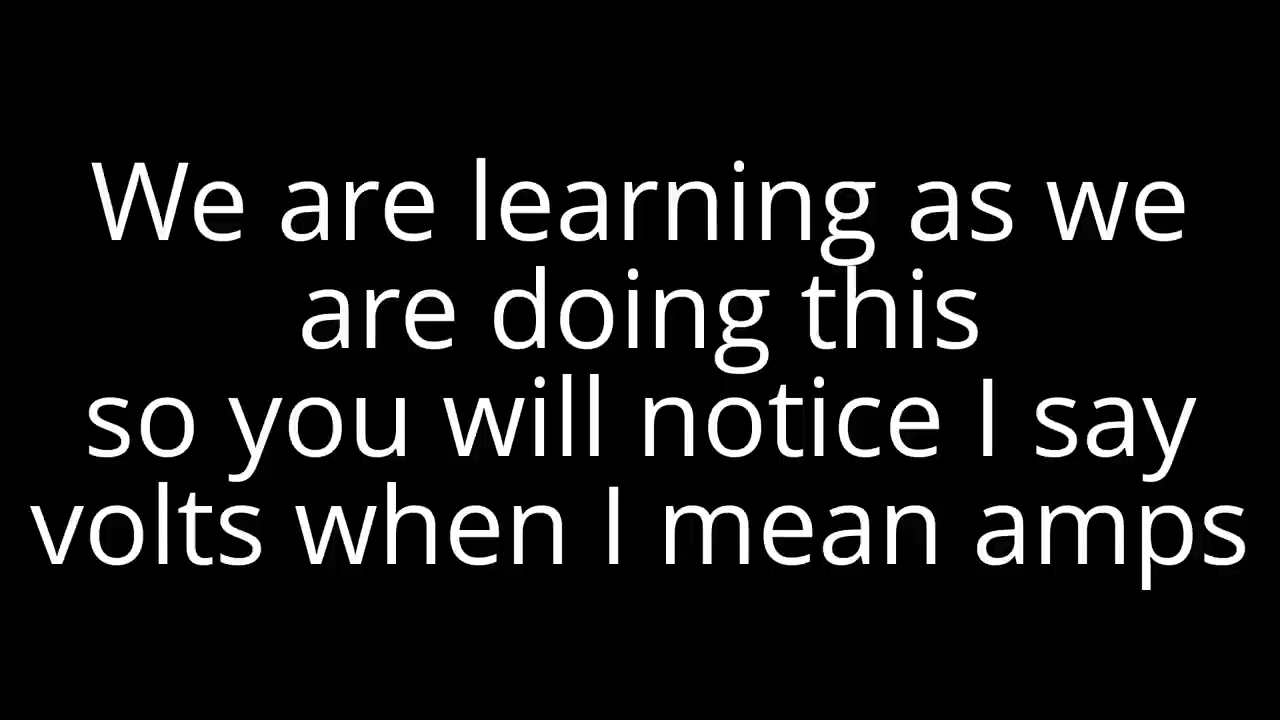 We are learning as we
are doing this
so you will notice I say
volts when I mean amps